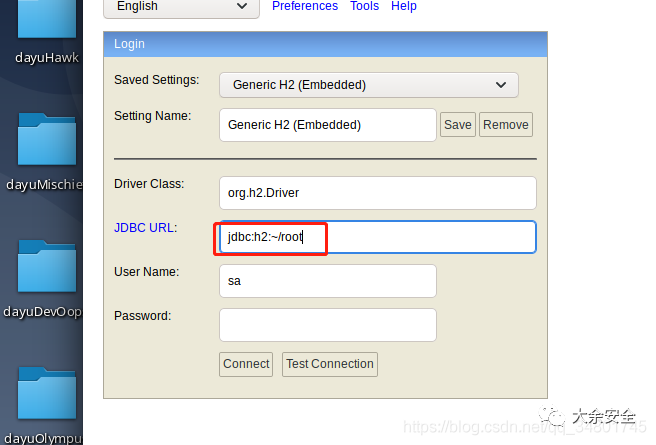 English Preferences Tools Help
dayuHawk
Login
Saved Settings: Generic H2 (Embedded)
Setting Name: Generic H2 (Embedded) Save Remove
dayuMischie
Driver Class: org.h2.Driver
JDBC URL: jdbc:h2:~/root
User Name: sa
dayuDevOop
Password:
Connect Test Connection
大余安全
https://blog.csdn.net/qq_34801745
dayuOlympu